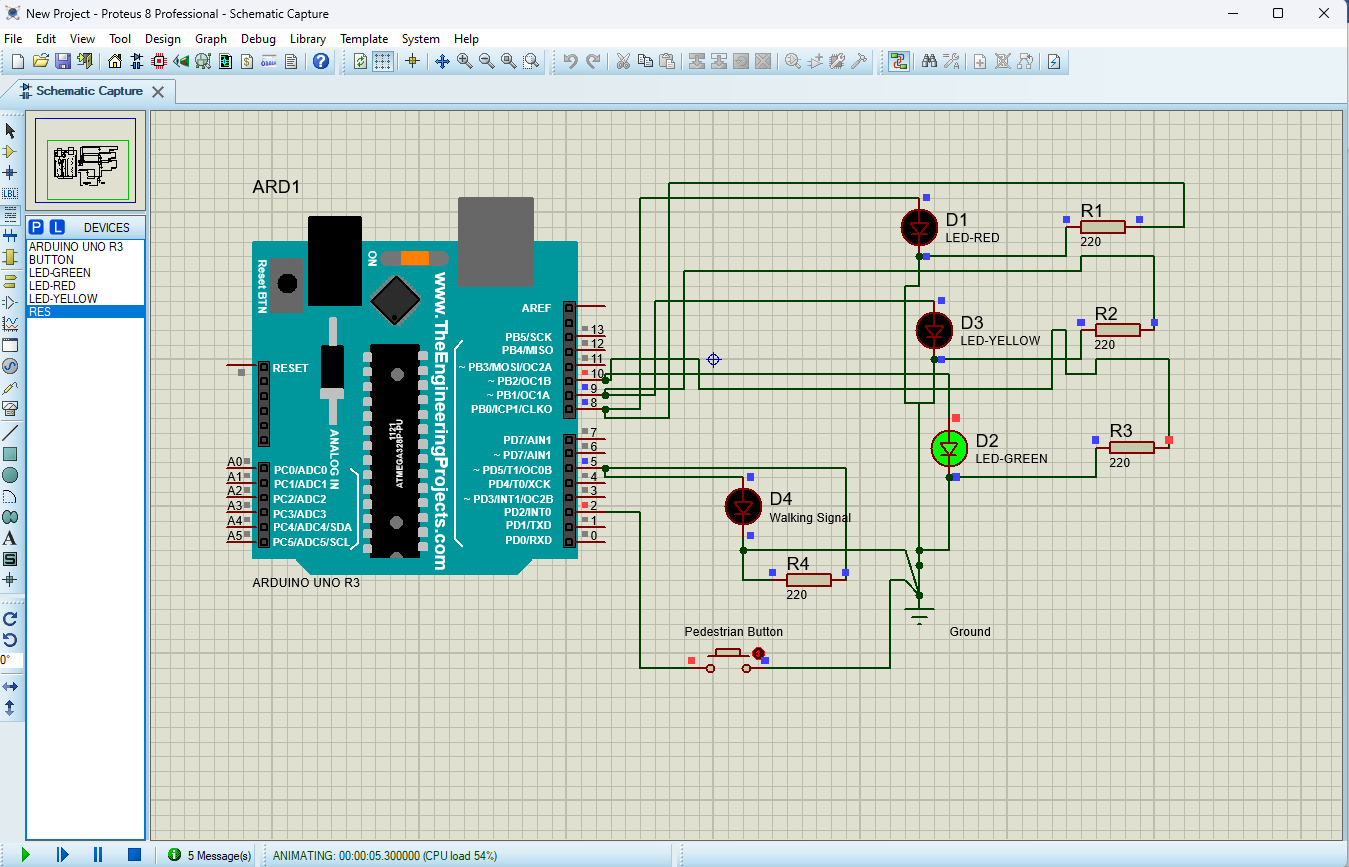 New Project - Proteus 8 Professional - Schematic Capture
File Edit View Tool Design Graph Debug Library Template System Help
Schematic Capture
P L DEVICES
ARDUINO UNO R3
BUTTON
LED-GREEN
LED-RED
LED-YELLOW
RES
LBL
A
S
0°
ARD1
Reset BTN
ON
www.TheEngineeringProjects.com
AREF
PB5/SCK 13
PB4/MISO 12
~ PB3/MOSI/OC2A 11
~ PB2/OC1B 10
~ PB1/OC1A 9
PB0/ICP1/CLKO 8
PD7/AIN1 7
~ PD7/AIN1 6
~ PD5/T1/OC0B 5
PD4/T0/XCK 4
~ PD3/INT1/OC2B 3
PD2/INT0 2
PD1/TXD 1
PD0/RXD 0
RESET
ANALOG IN
1121
ATMEGA328P-PU
A0 PC0/ADC0
A1 PC1/ADC1
A2 PC2/ADC2
A3 PC3/ADC3
A4 PC4/ADC4/SDA
A5 PC5/ADC5/SCL
ARDUINO UNO R3
D1
LED-RED
R1
220
D3
LED-YELLOW
R2
220
D2
LED-GREEN
R3
220
D4
Walking Signal
R4
220
Pedestrian Button
Ground
5 Message(s)
ANIMATING: 00:00:05.300000 (CPU load 54%)